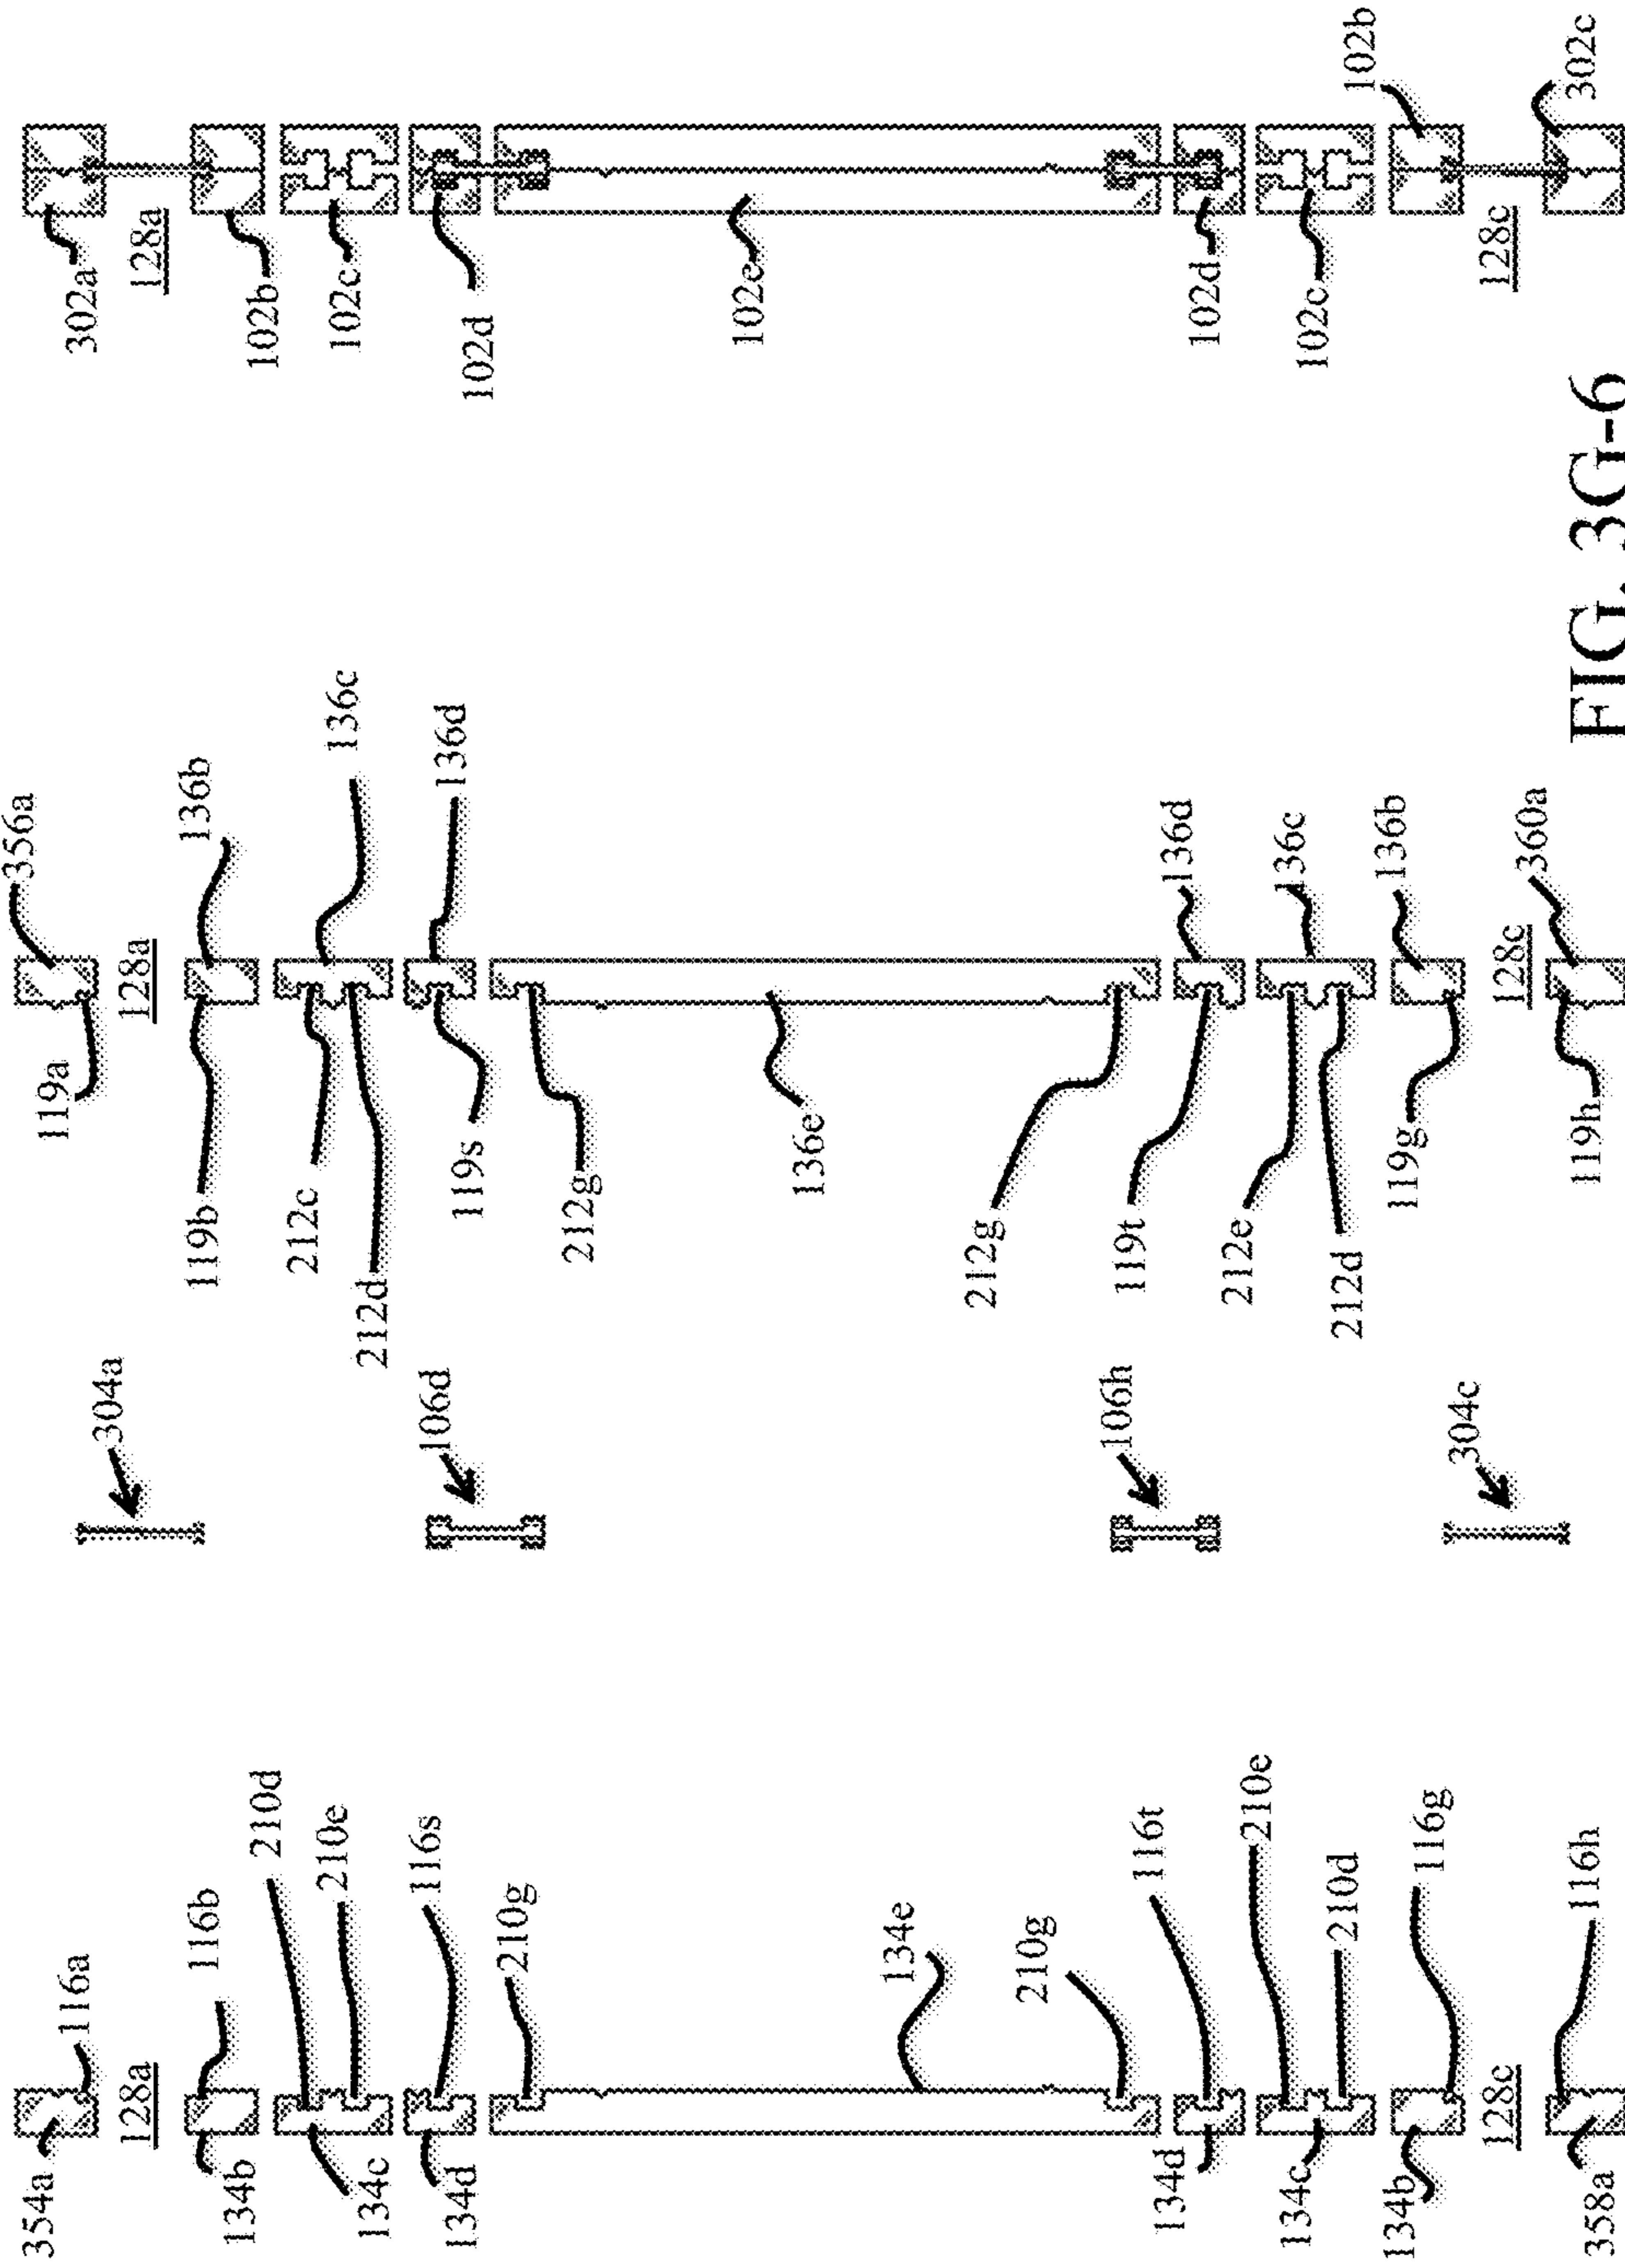 354a
116a
128a
116b
134b
210d
210e
134c
116s
134d
210g
134e
210g
116t
134d
210e
134c
210d
116g
134b
128c
116h
358a
304a
106d
106h
304c
356a
119a
128a
136b
119b
136c
212c
212d
136d
119s
212g
136e
212g
136d
119t
136c
212e
212d
136b
119g
128c
360a
119h
302a
128a
102b
102c
102d
102e
102d
102c
102b
128c
302c
FIG. 3G-6